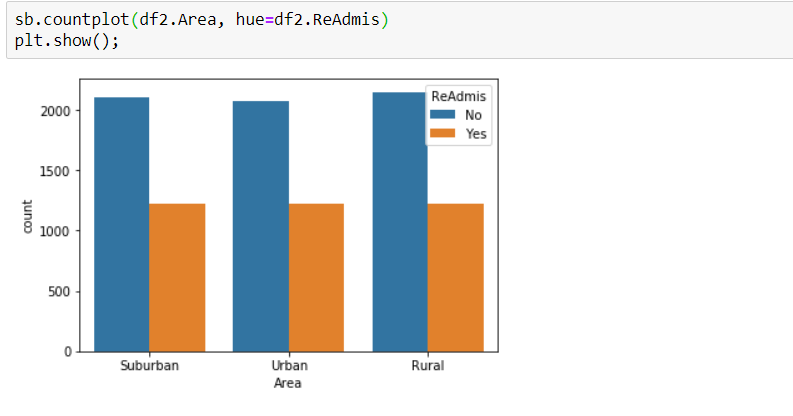 sb.countplot(df2.Area, hue=df2.ReAdmis)
plt.show();
ReAdmis
No
Yes
2000
1500
1000
500
0
count
Suburban
Urban
Rural
Area